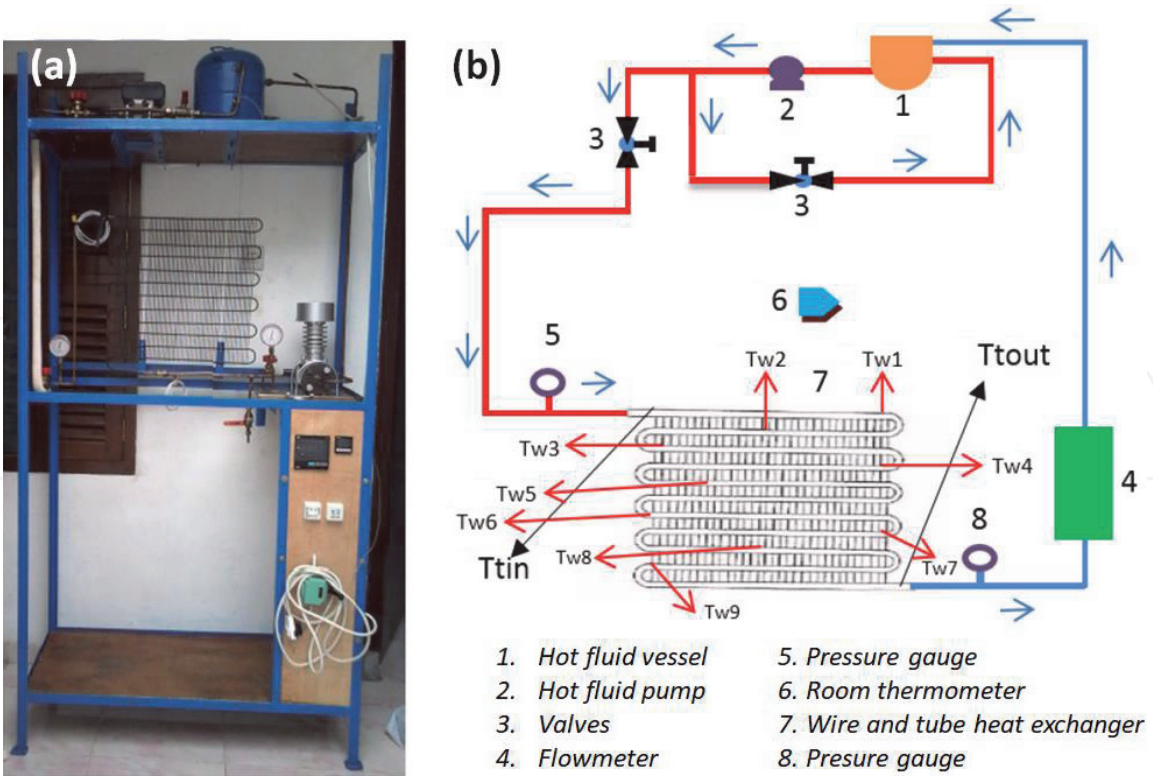 (a)
(b)
1
2
3
3
6
5
Tw2
7
Tw1
Ttout
Tw3
Tw4
Tw5
4
Tw6
8
Tw8
Tw7
Ttin
Tw9
1. Hot fluid vessel
2. Hot fluid pump
3. Valves
4. Flowmeter
5. Pressure gauge
6. Room thermometer
7. Wire and tube heat exchanger
8. Presure gauge